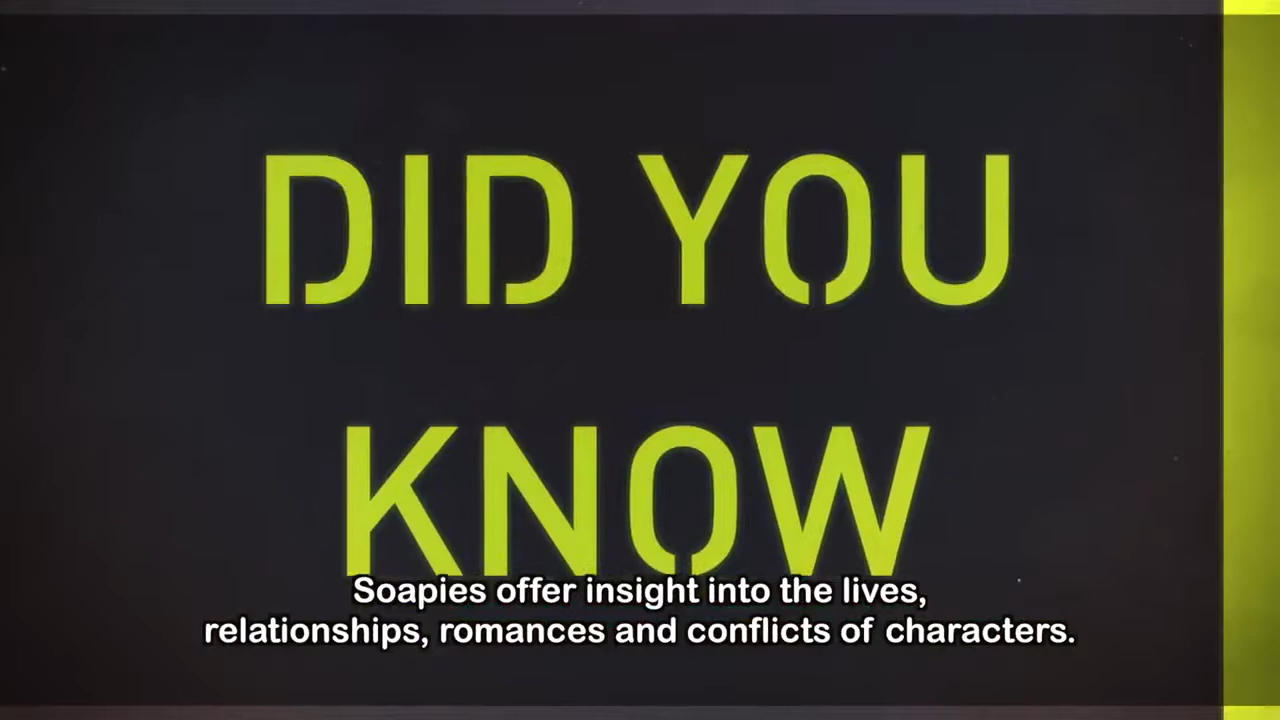 DID YOU
KNOW
Soapies offer insight into the lives,
relationships, romances and conflicts of characters.